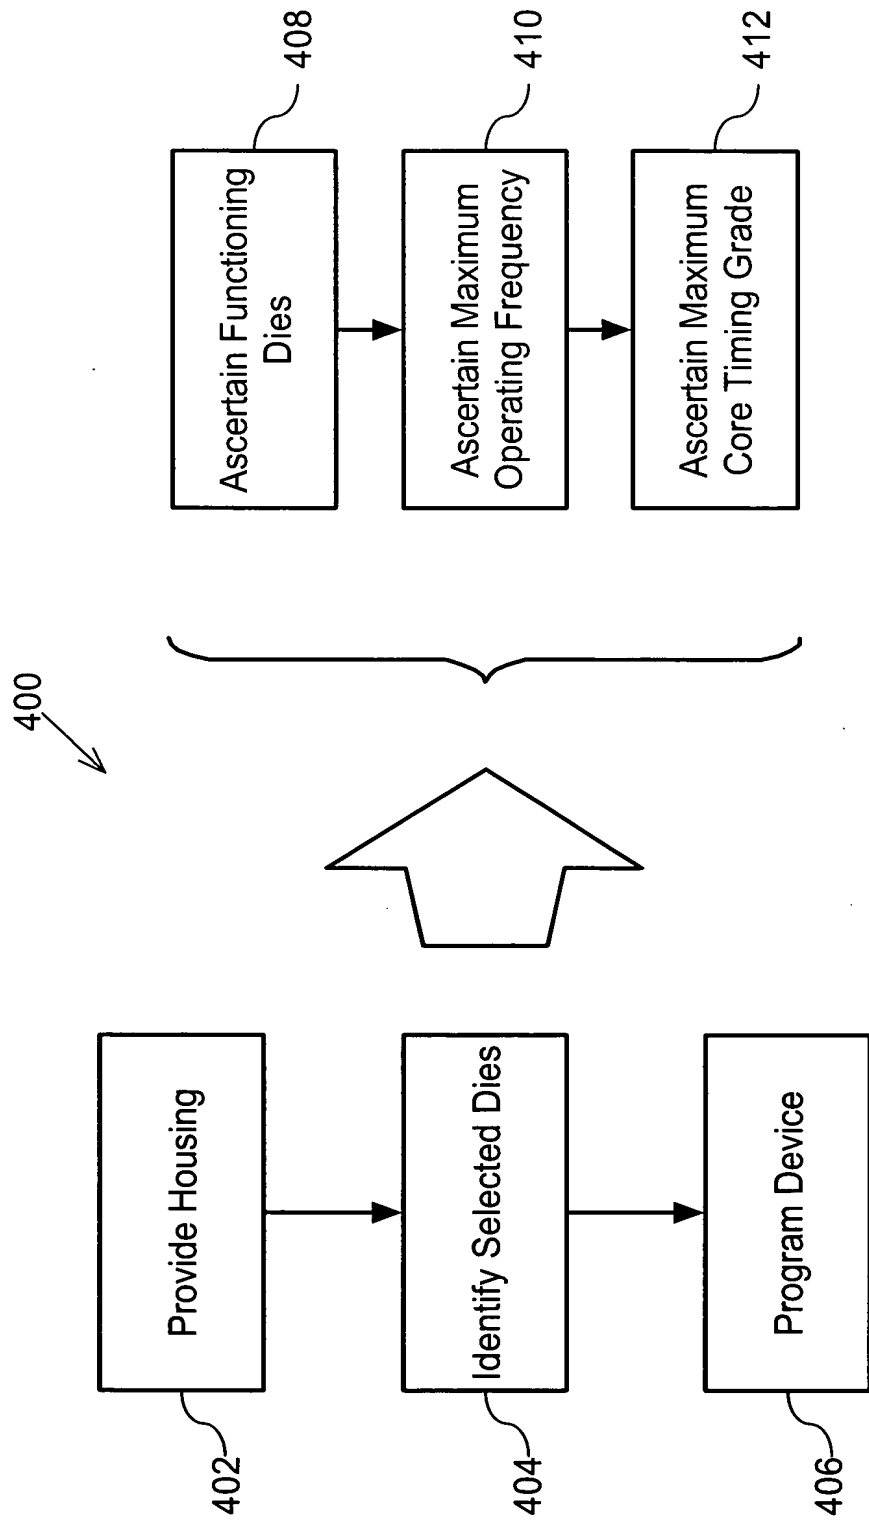 400
402
Provide Housing
404
Identify Selected Dies
406
Program Device
408
Ascertain Functioning
Dies
410
Ascertain Maximum
Operating Frequency
412
Ascertain Maximum
Core Timing Grade